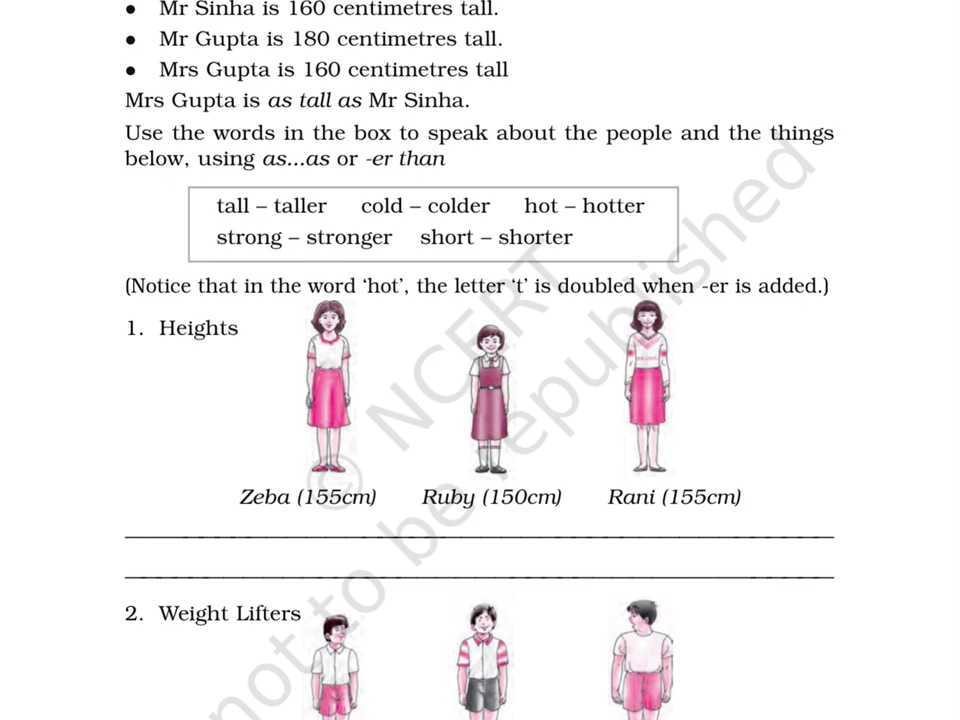 • Mr Sinha is 160 centimetres tall.
• Mr Gupta is 180 centimetres tall.
• Mrs Gupta is 160 centimetres tall
Mrs Gupta is as tall as Mr Sinha.
Use the words in the box to speak about the people and the things
below, using as...as or -er than
tall – taller cold – colder hot – hotter
strong – stronger short – shorter
(Notice that in the word ‘hot’, the letter ‘t’ is doubled when -er is added.)
1. Heights
Zeba (155cm) Ruby (150cm) Rani (155cm)
2. Weight Lifters
© NCERT
not to be republished